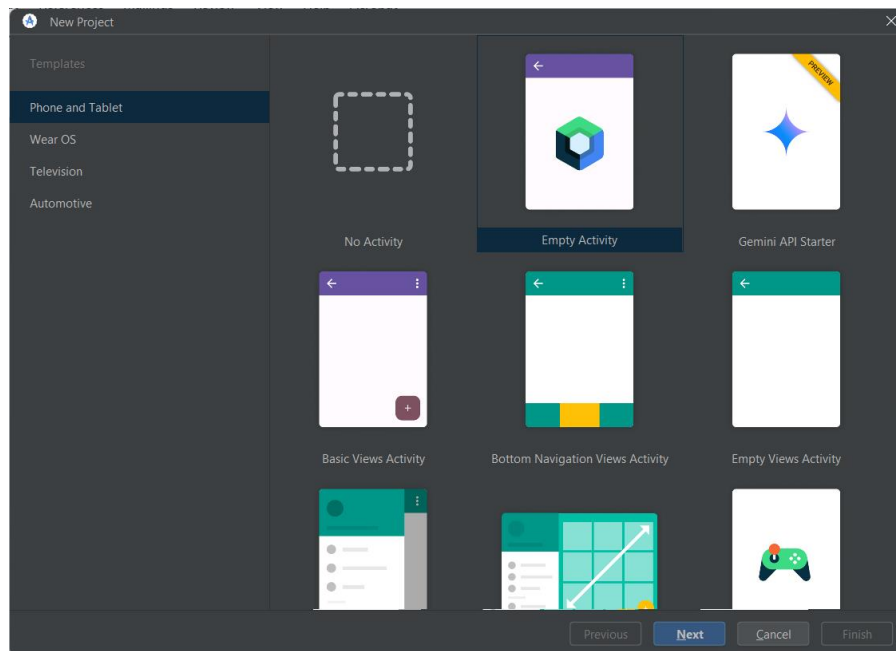 New Project
Templates
Phone and Tablet
Wear OS
Television
Automotive
PREVIEW
No Activity
Empty Activity
Gemini API Starter
Basic Views Activity
Bottom Navigation Views Activity
Empty Views Activity
Previous
Next
Cancel
Finish